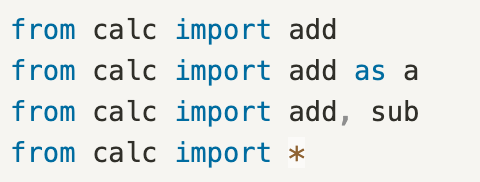 from calc import add
from calc import add as a
from calc import add, sub
from calc import *